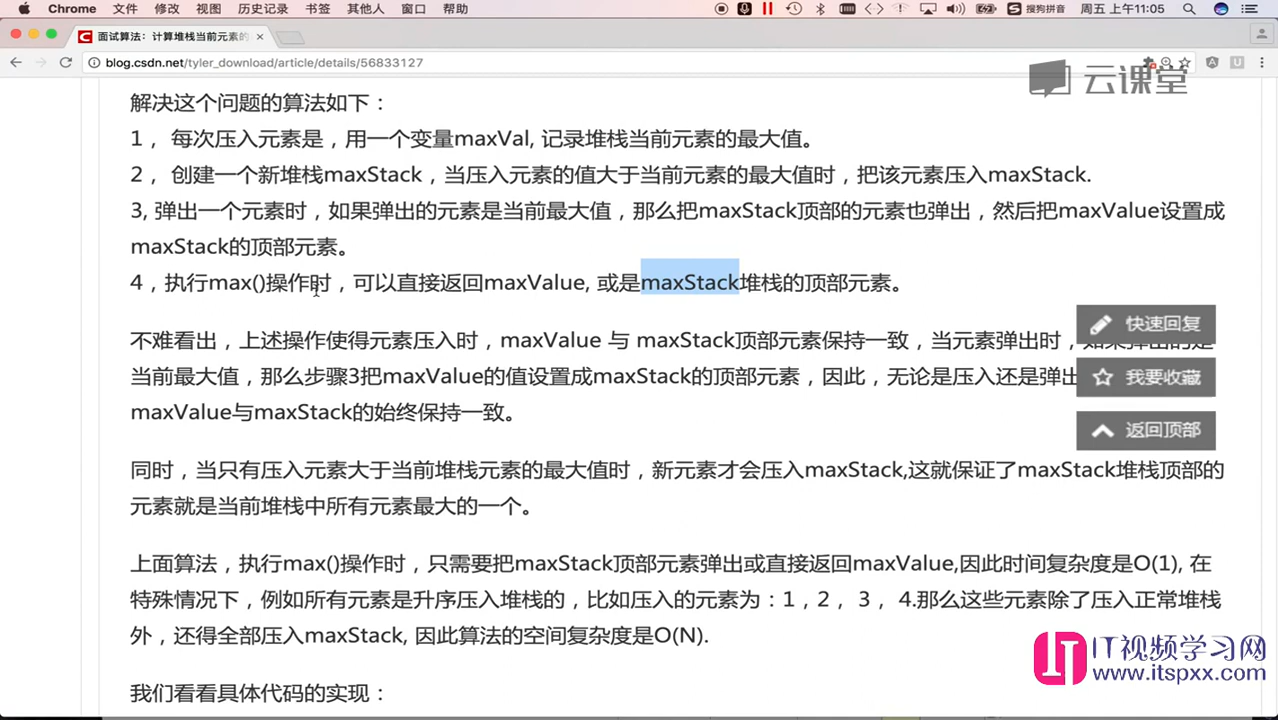 Chrome 文件 修改 视图 历史记录 书签 其他人 窗口 帮助 搜狗拼音 周五 上午11:05
面试算法：计算堆栈当前元素的
blog.csdn.net/tyler_download/article/details/56833127
云课堂
解决这个问题的算法如下：
1， 每次压入元素是，用一个变量maxVal, 记录堆栈当前元素的最大值。
2， 创建一个新堆栈maxStack，当压入元素的值大于当前元素的最大值时，把该元素压入maxStack.
3, 弹出一个元素时，如果弹出的元素是当前最大值，那么把maxStack顶部的元素也弹出，然后把maxValue设置成
maxStack的顶部元素。
4，执行max()操作时，可以直接返回maxValue, 或是maxStack堆栈的顶部元素。
快速回复
不难看出，上述操作使得元素压入时，maxValue 与 maxStack顶部元素保持一致，当元素弹出时，如果弹出的是
当前最大值，那么步骤3把maxValue的值设置成maxStack的顶部元素，因此，无论是压入还是弹出
我要收藏
maxValue与maxStack的始终保持一致。
返回顶部
同时，当只有压入元素大于当前堆栈元素的最大值时，新元素才会压入maxStack,这就保证了maxStack堆栈顶部的
元素就是当前堆栈中所有元素最大的一个。
上面算法，执行max()操作时，只需要把maxStack顶部元素弹出或直接返回maxValue,因此时间复杂度是O(1), 在
特殊情况下，例如所有元素是升序压入堆栈的，比如压入的元素为：1，2， 3， 4.那么这些元素除了压入正常堆栈
外，还得全部压入maxStack, 因此算法的空间复杂度是O(N).
IT视频学习网
www.itspxx.com
我们看看具体代码的实现：